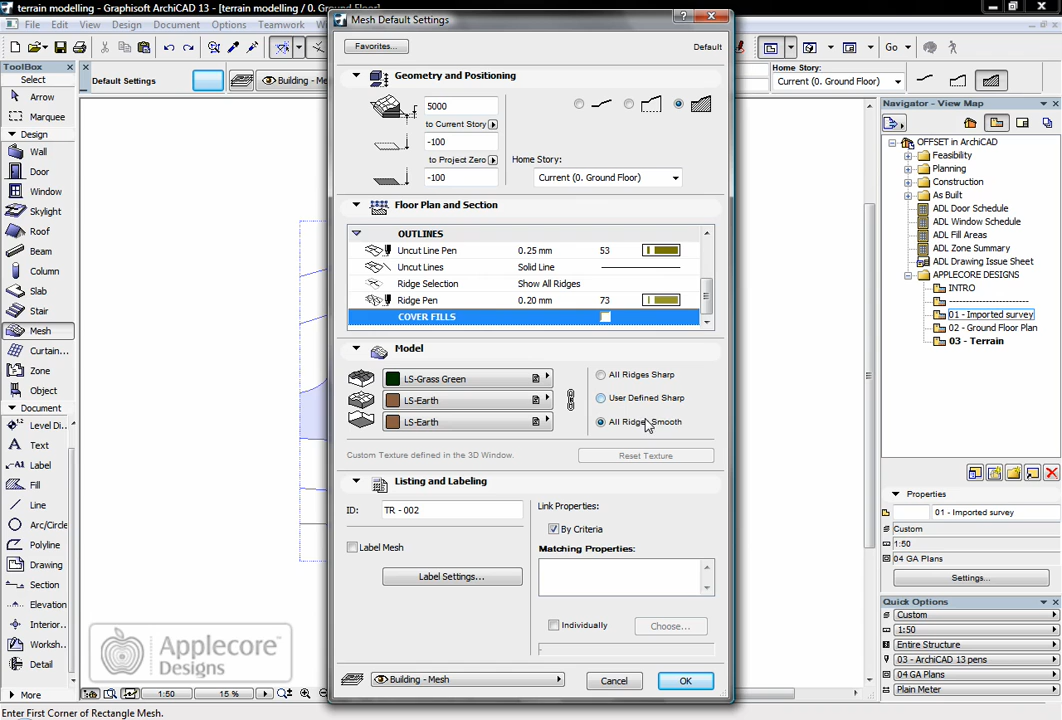 terrain modelling - Graphisoft ArchiCAD 13 - [terrain modelling / 0. Ground Floor]
File Edit View Design Document Options Teamwork
ToolBox
Select
Arrow
Marquee
Design
Wall
Door
Window
Skylight
Roof
Beam
Column
Slab
Stair
Mesh
Curtain...
Zone
Object
Document
Level Di...
Text
Label
Fill
Line
Arc/Circle
Polyline
Drawing
Section
Elevation
Interior...
Worksh...
Detail
More
Default Settings
Building - Me
Mesh Default Settings
Favorites...
Default
Geometry and Positioning
5000
to Current Story
-100
to Project Zero
-100
Home Story:
Current (0. Ground Floor)
Floor Plan and Section
OUTLINES
Uncut Line Pen 0.25 mm 53
Uncut Lines Solid Line
Ridge Selection Show All Ridges
Ridge Pen 0.20 mm 73
COVER FILLS
Model
LS-Grass Green
LS-Earth
LS-Earth
All Ridges Sharp
User Defined Sharp
All Ridges Smooth
Custom Texture defined in the 3D Window.
Reset Texture
Listing and Labeling
ID: TR - 002
Label Mesh
Label Settings...
Link Properties:
By Criteria
Matching Properties:
Individually
Choose...
Building - Mesh
Cancel
OK
Go
Home Story:
Current (0. Ground Floor)
Navigator - View Map
OFFSET in ArchiCAD
Feasibility
Planning
Construction
As Built
ADL Door Schedule
ADL Window Schedule
ADL Fill Areas
ADL Zone Summary
ADL Drawing Issue Sheet
APPLECORE DESIGNS
INTRO
------------------------
01 - Imported survey
02 - Ground Floor Plan
03 - Terrain
Properties
01 - Imported survey
Custom
1:50
04 GA Plans
Settings...
Quick Options
Custom
1:50
Entire Structure
03 - ArchiCAD 13 pens
04 GA Plans
Plain Meter
Applecore
Designs
1:50
15 %
Enter First Corner of Rectangle Mesh.